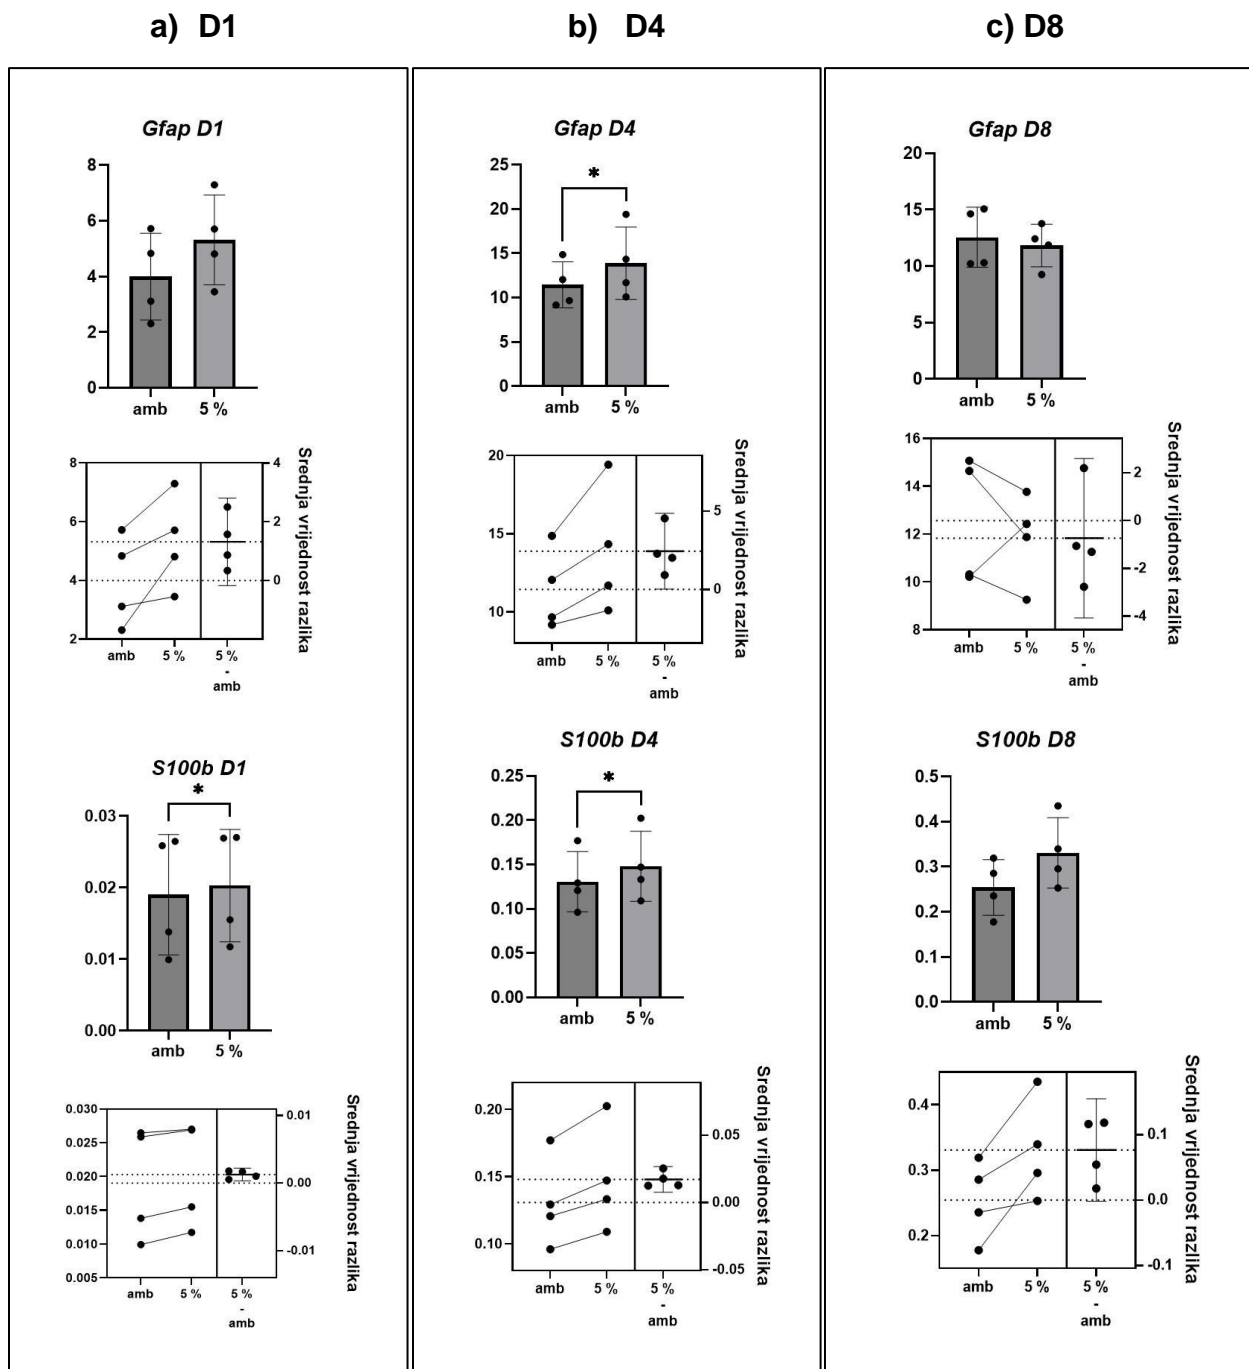 a) D1
b) D4
c) D8
Gfap D1
8
6
4
2
0
amb 5 %
8
6
4
2
4
2
0
Srednja vrijednost razlika
amb 5 % 5 %
-
amb
S100b D1
*
0.03
0.02
0.01
0.00
amb 5 %
0.030
0.025
0.020
0.015
0.010
0.005
0.01
0.00
-0.01
Srednja vrijednost razlika
amb 5 % 5 %
-
amb
Gfap D4
*
25
20
15
10
5
0
amb 5 %
20
15
10
5
0
Srednja vrijednost razlika
amb 5 % 5 %
-
amb
S100b D4
*
0.25
0.20
0.15
0.10
0.05
0.00
amb 5 %
0.20
0.15
0.10
0.05
0.00
-0.05
Srednja vrijednost razlika
amb 5 % 5 %
-
amb
Gfap D8
20
15
10
5
0
amb 5 %
16
14
12
10
8
2
0
-2
-4
Srednja vrijednost razlika
amb 5 % 5 %
-
amb
S100b D8
0.5
0.4
0.3
0.2
0.1
0.0
amb 5 %
0.4
0.3
0.2
0.1
0.0
-0.1
Srednja vrijednost razlika
amb 5 % 5 %
-
amb